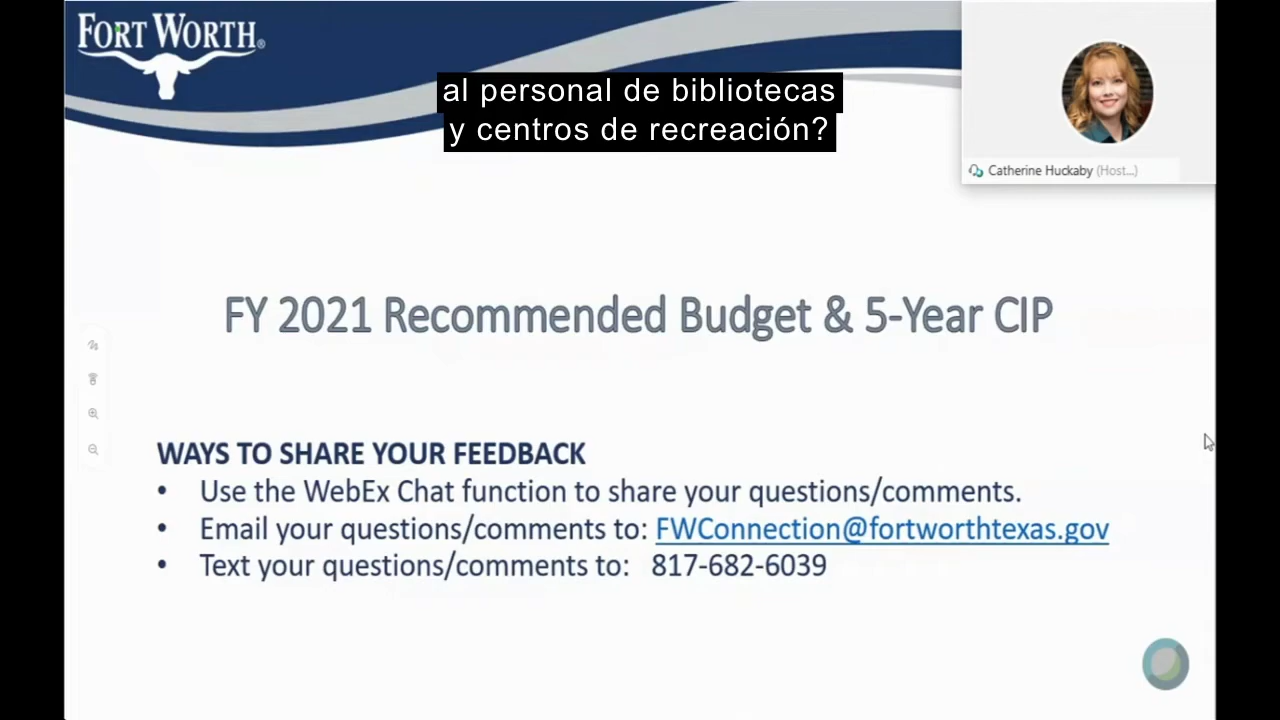 FORT WORTH®
al personal de bibliotecas
y centros de recreación?
Catherine Huckaby (Host...)
FY 2021 Recommended Budget & 5-Year CIP
WAYS TO SHARE YOUR FEEDBACK
• Use the WebEx Chat function to share your questions/comments.
• Email your questions/comments to: FWConnection@fortworthtexas.gov
• Text your questions/comments to: 817-682-6039